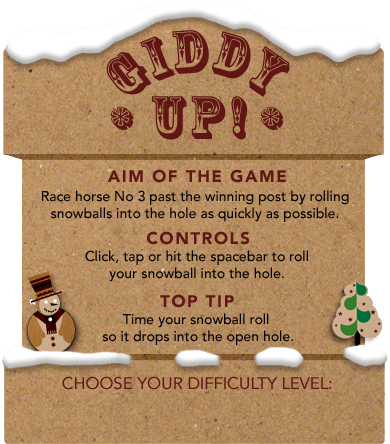 GIDDY
UP!
AIM OF THE GAME
Race horse No 3 past the winning post by rolling
snowballs into the hole as quickly as possible.
CONTROLS
Click, tap or hit the spacebar to roll
your snowball into the hole.
TOP TIP
Time your snowball roll
so it drops into the open hole.
CHOOSE YOUR DIFFICULTY LEVEL: